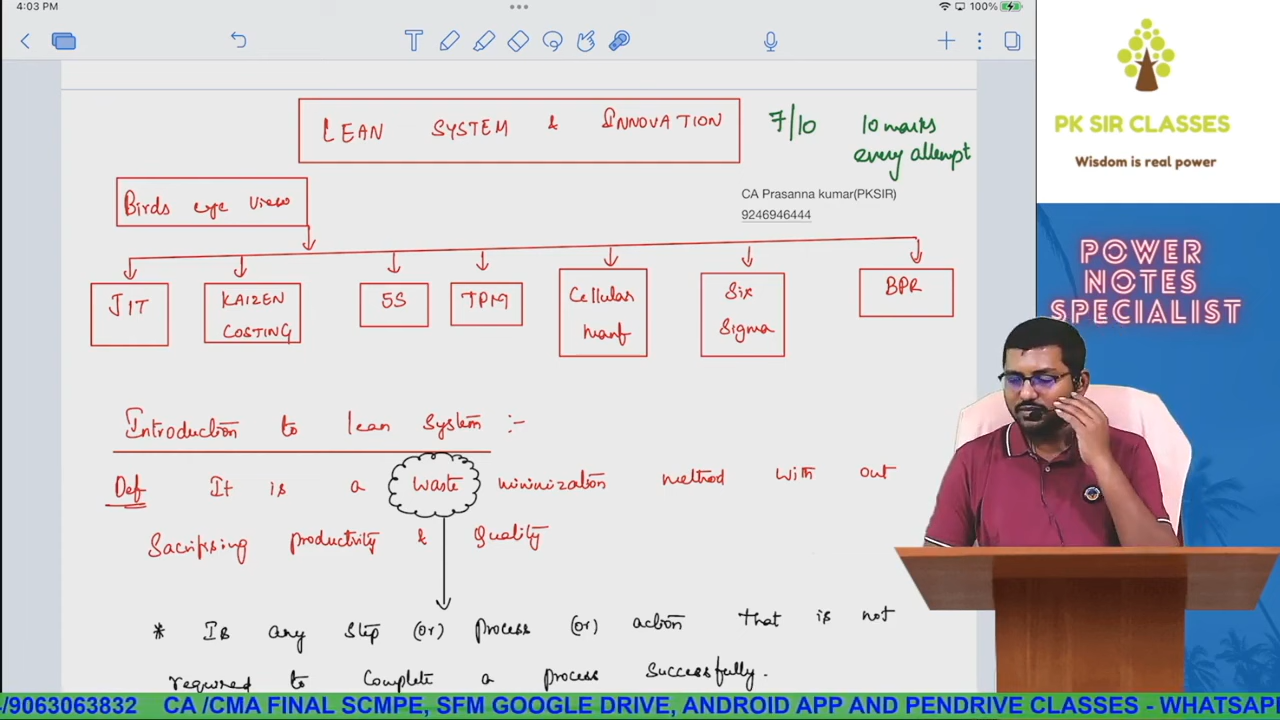 4:03 PM
100%
LEAN SYSTEM & INNOVATION
7/10
10 marks
every attempt
PK SIR CLASSES
Wisdom is real power
CA Prasanna kumar(PKSIR)
9246946444
Birds eye view
POWER
NOTES
SPECIALIST
JIT
KAIZEN
COSTING
5S
TPM
Cellular
Manf
Six
Sigma
BPR
Introduction to lean System :-
Def It is a waste minimization method with out
Sacrifising productivity & Quality
* Is any step (or) process (or) action that is not
required to complete a process successfully.
/9063063832 CA /CMA FINAL SCMPE, SFM GOOGLE DRIVE, ANDROID APP AND PENDRIVE CLASSES - WHATSAP